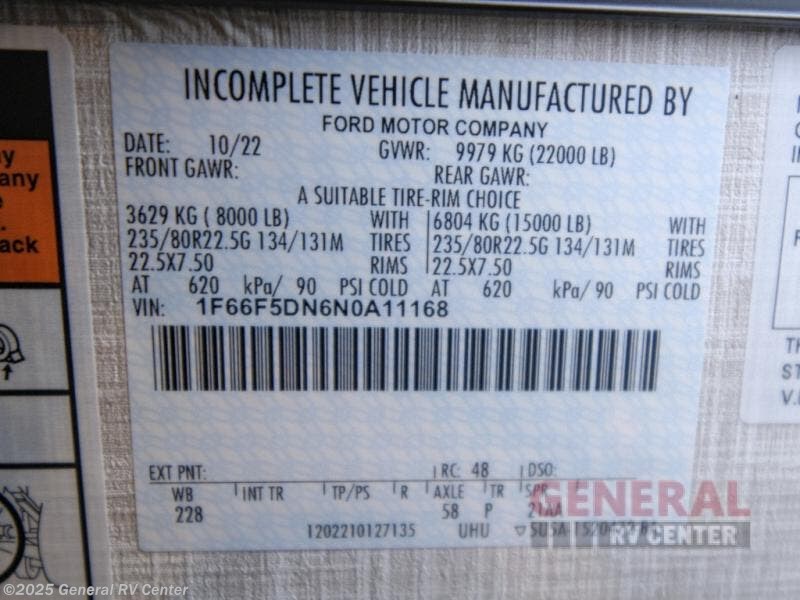 INCOMPLETE VEHICLE MANUFACTURED BY
FORD MOTOR COMPANY
DATE: 10/22 GVWR: 9979 KG (22000 LB)
FRONT GAWR: REAR GAWR:
A SUITABLE TIRE-RIM CHOICE
3629 KG ( 8000 LB) WITH 6804 KG (15000 LB) WITH
235/80R22.5G 134/131M TIRES 235/80R22.5G 134/131M TIRES
22.5X7.50 RIMS 22.5X7.50 RIMS
AT 620 kPa/ 90 PSI COLD AT 620 kPa/ 90 PSI COLD
VIN: 1F66F5DN6N0A11168
EXT PNT: RC: 48 DSO:
WB INT TR TP/PS R AXLE TR SPR
228 58 P 21AA
1202210127135 UHU
GENERAL
RV CENTER
any
ack
©2025 General RV Center